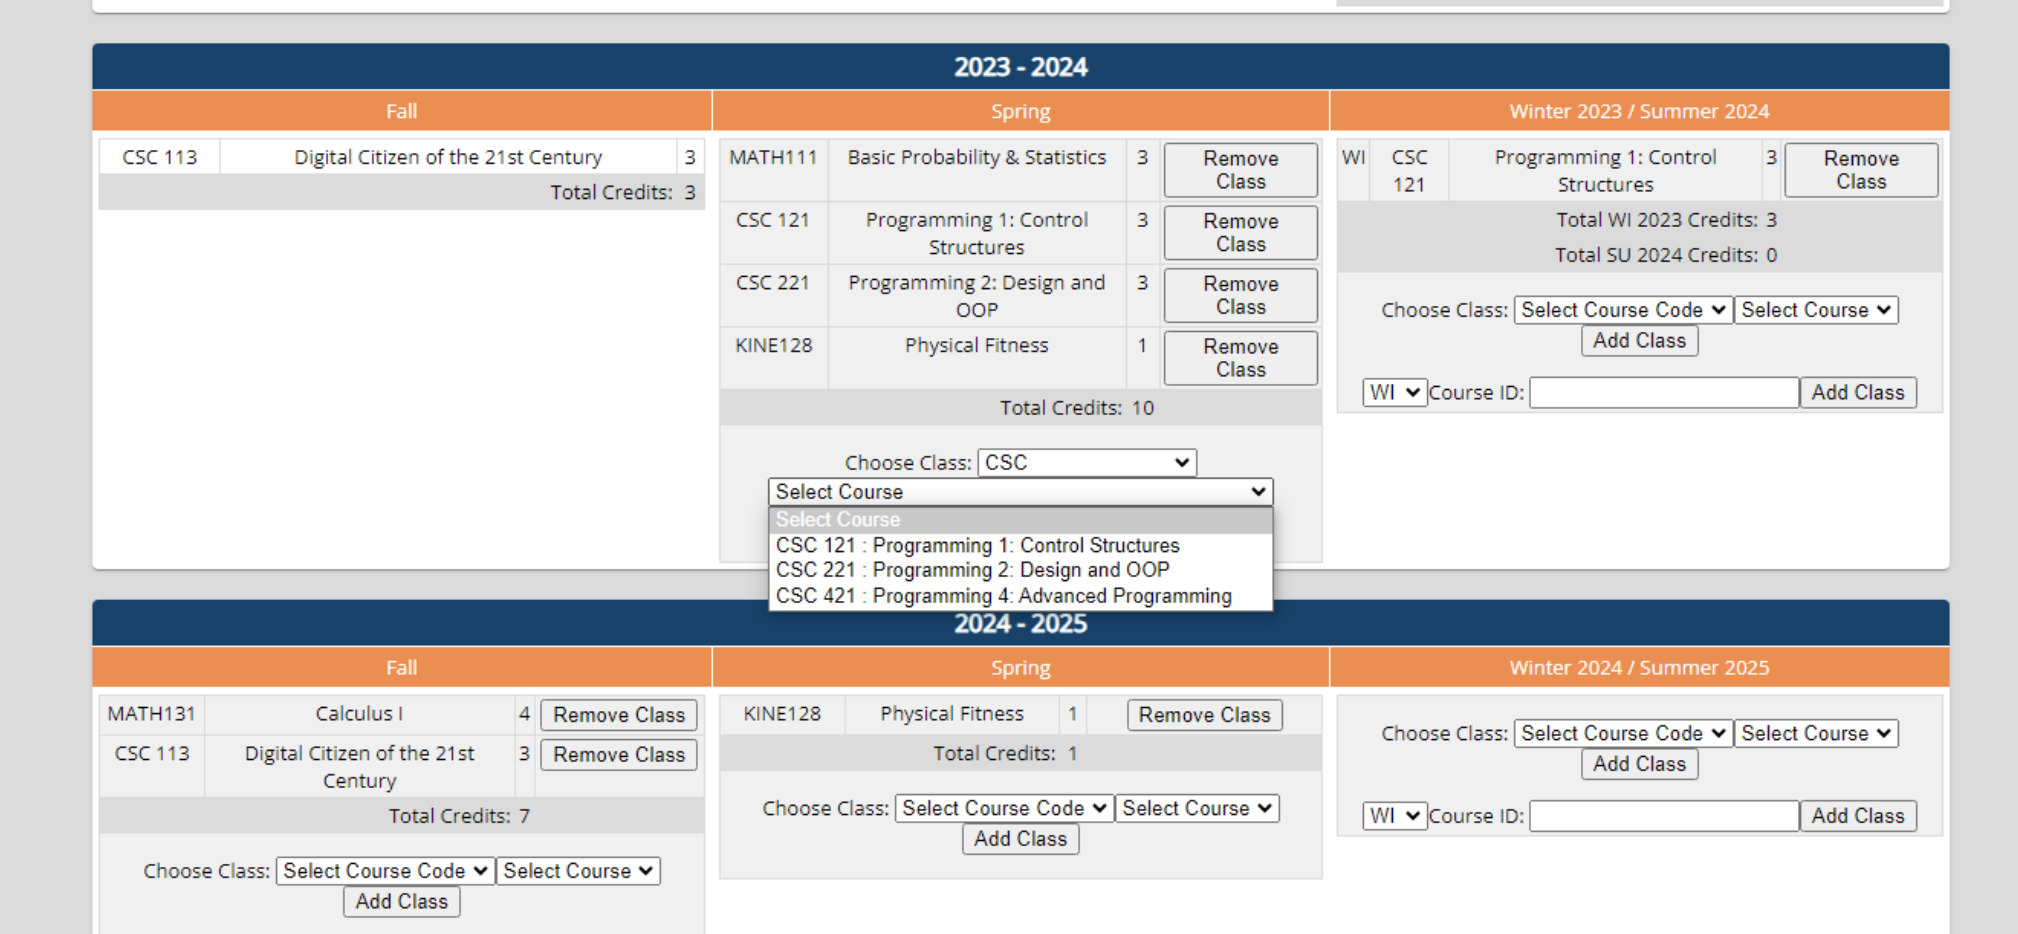 2023 - 2024
Fall
Spring
Winter 2023 / Summer 2024
CSC 113 Digital Citizen of the 21st Century 3
Total Credits: 3
MATH111 Basic Probability & Statistics 3 Remove
Class
CSC 121 Programming 1: Control 3 Remove
Structures Class
CSC 221 Programming 2: Design and 3 Remove
OOP Class
KINE128 Physical Fitness 1 Remove
Class
Total Credits: 10
Choose Class: CSC
Select Course
Select Course
CSC 121 : Programming 1: Control Structures
CSC 221 : Programming 2: Design and OOP
CSC 421 : Programming 4: Advanced Programming
WI CSC Programming 1: Control 3 Remove
121 Structures Class
Total WI 2023 Credits: 3
Total SU 2024 Credits: 0
Choose Class: Select Course Code Select Course
Add Class
WI Course ID: Add Class
2024 - 2025
Fall
Spring
Winter 2024 / Summer 2025
MATH131 Calculus I 4 Remove Class
CSC 113 Digital Citizen of the 21st 3 Remove Class
Century
Total Credits: 7
Choose Class: Select Course Code Select Course
Add Class
KINE128 Physical Fitness 1 Remove Class
Total Credits: 1
Choose Class: Select Course Code Select Course
Add Class
Choose Class: Select Course Code Select Course
Add Class
WI Course ID: Add Class